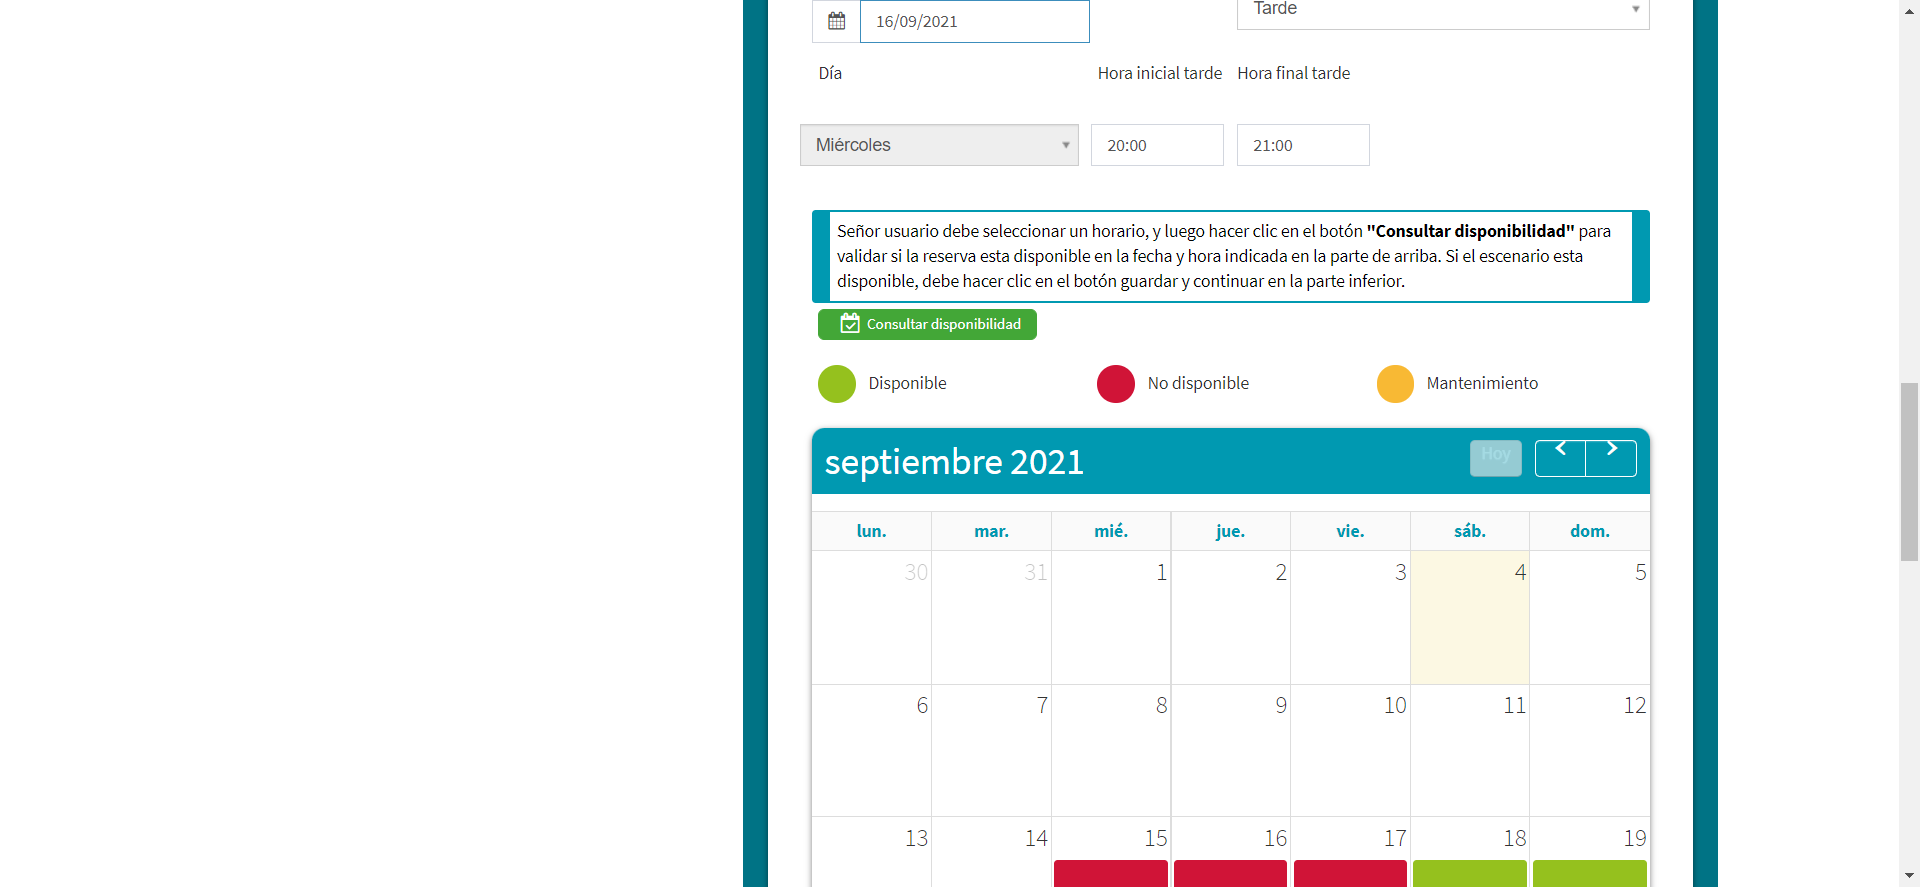 16/09/2021
Tarde
Día
Hora inicial tarde
Hora final tarde
Miércoles
20:00
21:00
Señor usuario debe seleccionar un horario, y luego hacer clic en el botón "Consultar disponibilidad" para
validar si la reserva esta disponible en la fecha y hora indicada en la parte de arriba. Si el escenario esta
disponible, debe hacer clic en el botón guardar y continuar en la parte inferior.
Consultar disponibilidad
Disponible
No disponible
Mantenimiento
septiembre 2021
Hoy
lun. mar. mié. jue. vie. sáb. dom.
30 31 1 2 3 4 5
6 7 8 9 10 11 12
13 14 15 16 17 18 19